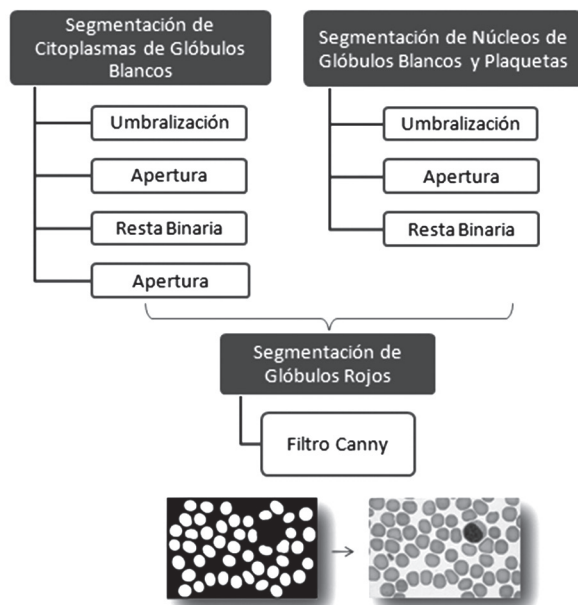 Segmentación de
Citoplasmas de Glóbulos
Blancos
Umbralización
Apertura
Resta Binaria
Apertura
Segmentación de Núcleos de
Glóbulos Blancos y Plaquetas
Umbralización
Apertura
Resta Binaria
Segmentación de
Glóbulos Rojos
Filtro Canny